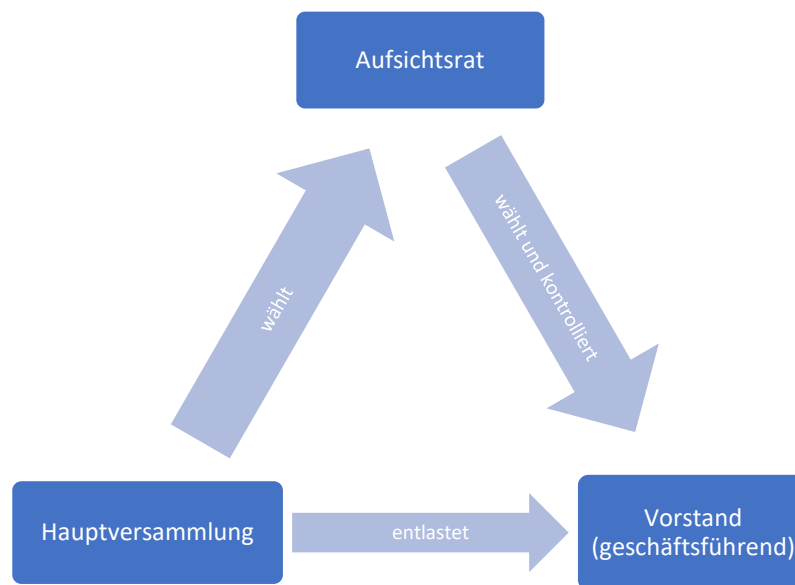 Aufsichtsrat
wählt
wählt und kontrolliert
Hauptversammlung
entlastet
Vorstand
(geschäftsführend)